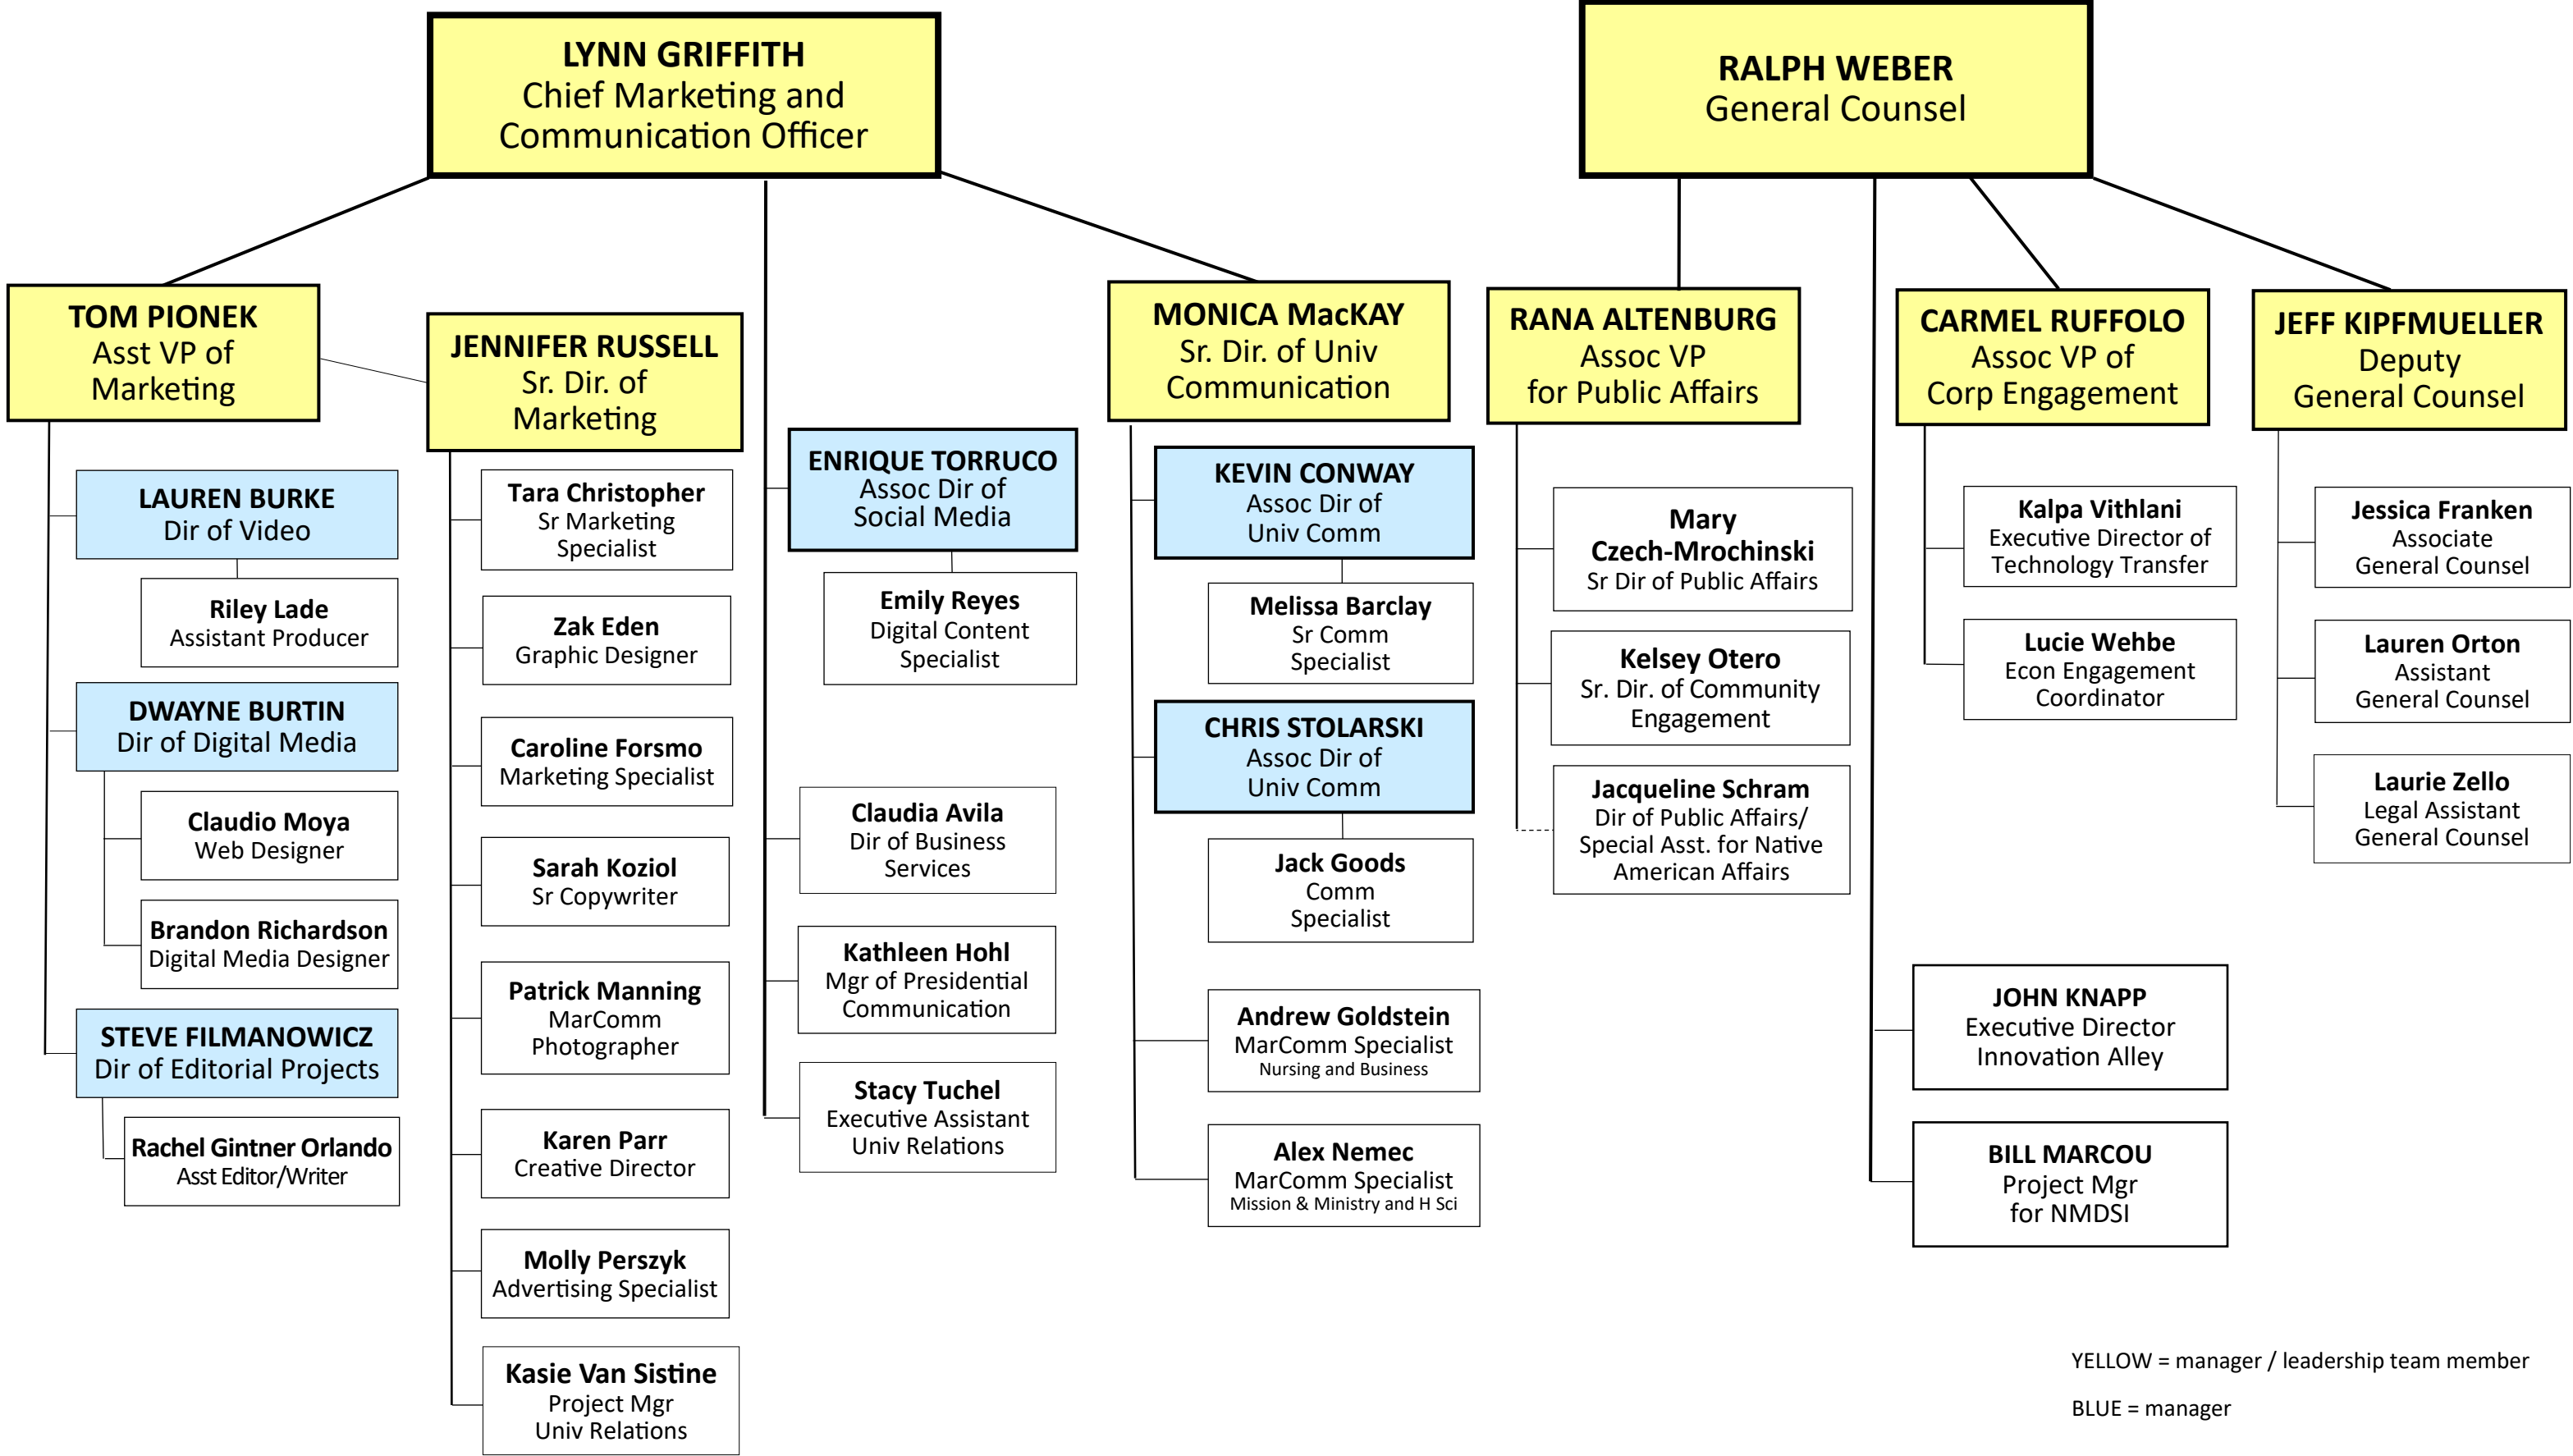 LYNN GRIFFITH
Chief Marketing and
Communication Officer
RALPH WEBER
General Counsel
TOM PIONEK
Asst VP of
Marketing
LAUREN BURKE
Dir of Video
Riley Lade
Assistant Producer
DWAYNE BURTIN
Dir of Digital Media
Claudio Moya
Web Designer
Brandon Richardson
Digital Media Designer
STEVE FILMANOWICZ
Dir of Editorial Projects
Rachel Gintner Orlando
Asst Editor/Writer
JENNIFER RUSSELL
Sr. Dir. of
Marketing
Tara Christopher
Sr Marketing
Specialist
Zak Eden
Graphic Designer
Caroline Forsmo
Marketing Specialist
Sarah Koziol
Sr Copywriter
Patrick Manning
MarComm
Photographer
Karen Parr
Creative Director
Molly Perszyk
Advertising Specialist
Kasie Van Sistine
Project Mgr
Univ Relations
ENRIQUE TORRUCO
Assoc Dir of
Social Media
Emily Reyes
Digital Content
Specialist
Claudia Avila
Dir of Business
Services
Kathleen Hohl
Mgr of Presidential
Communication
Stacy Tuchel
Executive Assistant
Univ Relations
MONICA MacKAY
Sr. Dir. of Univ
Communication
KEVIN CONWAY
Assoc Dir of
Univ Comm
Melissa Barclay
Sr Comm
Specialist
CHRIS STOLARSKI
Assoc Dir of
Univ Comm
Jack Goods
Comm
Specialist
Andrew Goldstein
MarComm Specialist
Nursing and Business
Alex Nemec
MarComm Specialist
Mission & Ministry and H Sci
RANA ALTENBURG
Assoc VP
for Public Affairs
Mary
Czech-Mrochinski
Sr Dir of Public Affairs
Kelsey Otero
Sr. Dir. of Community
Engagement
Jacqueline Schram
Dir of Public Affairs/
Special Asst. for Native
American Affairs
CARMEL RUFFOLO
Assoc VP of
Corp Engagement
Kalpa Vithlani
Executive Director of
Technology Transfer
Lucie Wehbe
Econ Engagement
Coordinator
JOHN KNAPP
Executive Director
Innovation Alley
BILL MARCOU
Project Mgr
for NMDSI
JEFF KIPFMUELLER
Deputy
General Counsel
Jessica Franken
Associate
General Counsel
Lauren Orton
Assistant
General Counsel
Laurie Zello
Legal Assistant
General Counsel
YELLOW = manager / leadership team member
BLUE = manager